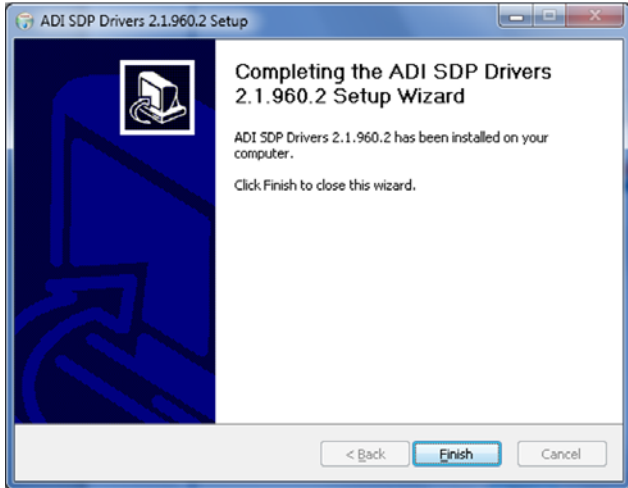 ADI SDP Drivers 2.1.960.2 Setup
Completing the ADI SDP Drivers
2.1.960.2 Setup Wizard
ADI SDP Drivers 2.1.960.2 has been installed on your
computer.
Click Finish to close this wizard.
< Back
Finish
Cancel